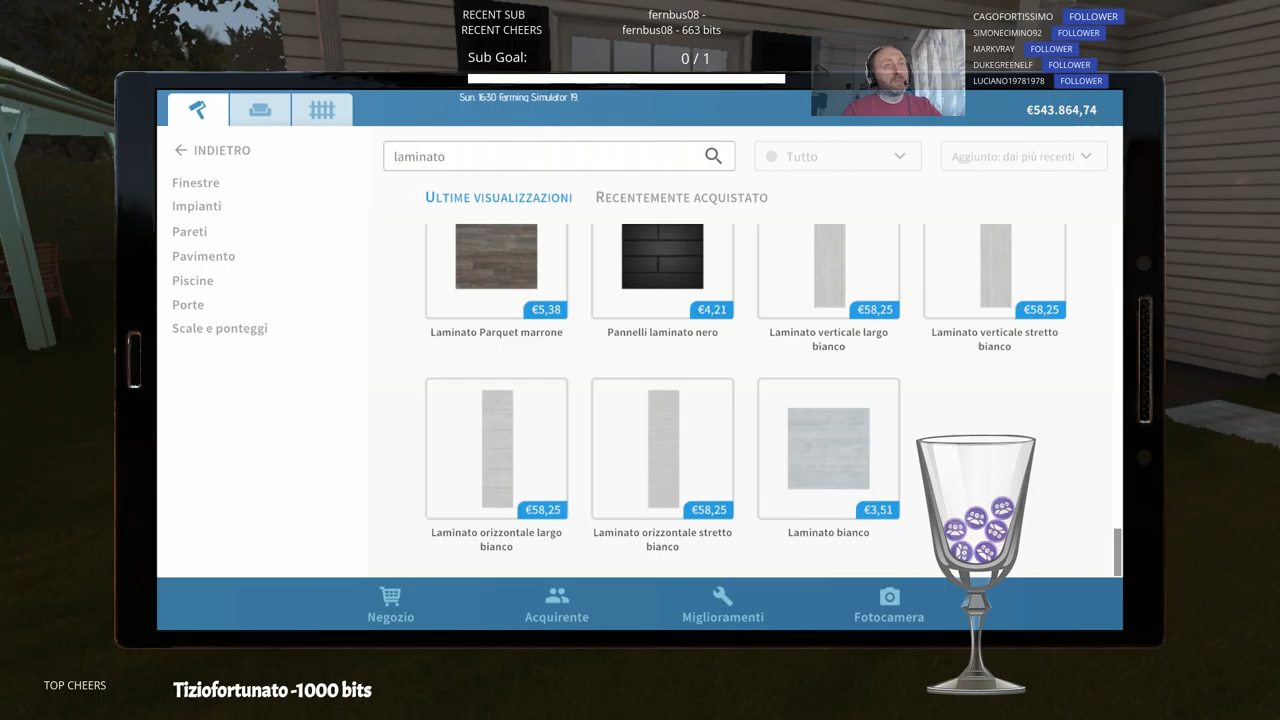 RECENT SUB
fernbus08 -
RECENT CHEERS
fernbus08 - 663 bits
Sub Goal:
0 / 1
CAGOFORTISSIMO FOLLOWER
SIMONECIMINO92 FOLLOWER
MARKVRAY FOLLOWER
DUKEGREENELF FOLLOWER
LUCIANO19781978 FOLLOWER
Sun. 16:30 Farming Simulator 19.
€543.864,74
INDIETRO
Finestre
Impianti
Pareti
Pavimento
Piscine
Porte
Scale e ponteggi
laminato
Tutto
Aggiunto: dai più recenti
ULTIME VISUALIZZAZIONI
RECENTEMENTE ACQUISTATO
€5,38
€4,21
€58,25
€58,25
Laminato Parquet marrone
Pannelli laminato nero
Laminato verticale largo
bianco
Laminato verticale stretto
bianco
€58,25
€58,25
€3,51
Laminato orizzontale largo
bianco
Laminato orizzontale stretto
bianco
Laminato bianco
Negozio
Acquirente
Miglioramenti
Fotocamera
TOP CHEERS
Tiziofortunato -1000 bits